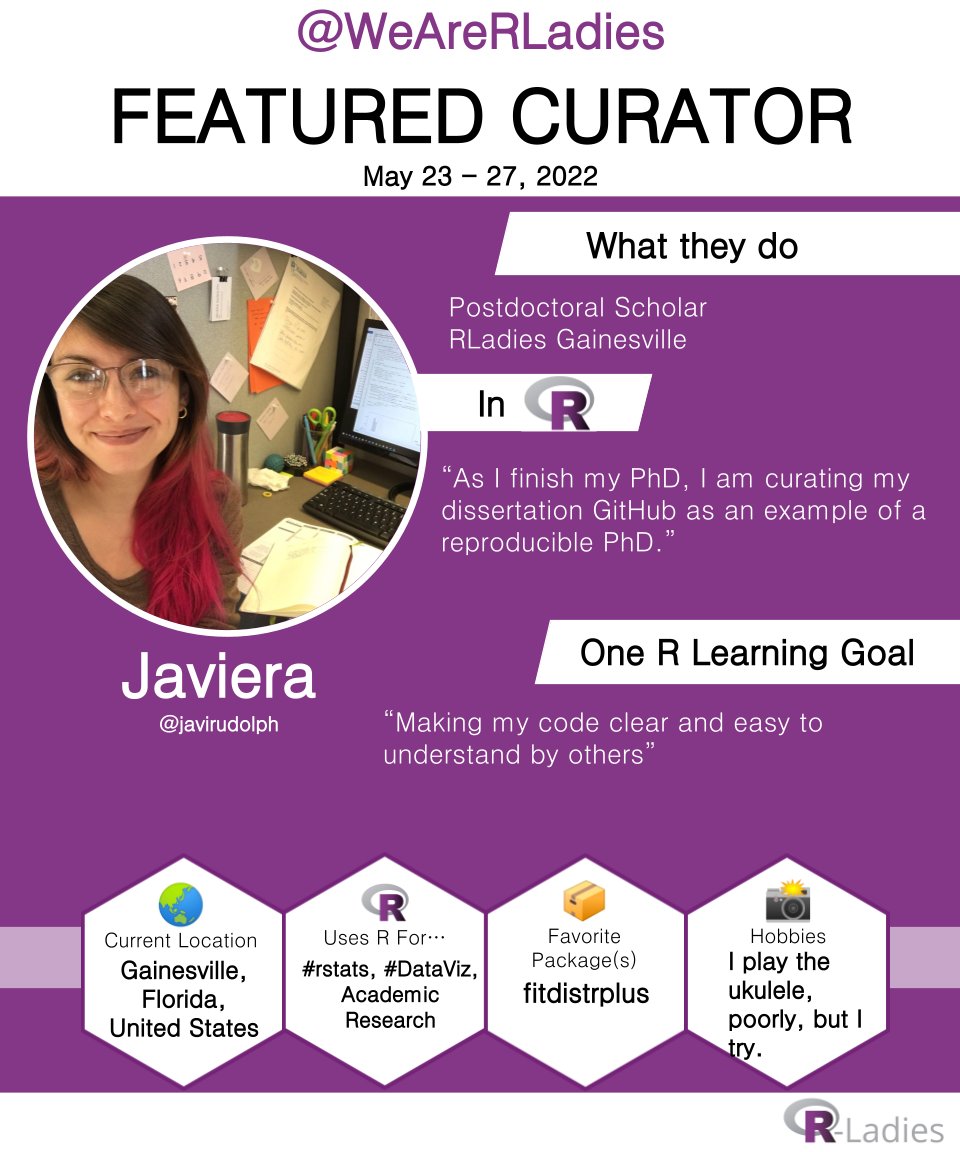 @WeAreRLadies
FEATURED CURATOR
May 23 – 27, 2022
What they do
Postdoctoral Scholar
RLadies Gainesville
In R
“As I finish my PhD, I am curating my
dissertation GitHub as an example of a
reproducible PhD.”
Javiera
@javirudolph
One R Learning Goal
“Making my code clear and easy to
understand by others”
Current Location
Gainesville,
Florida,
United States
R
Uses R For…
#rstats, #DataViz,
Academic
Research
Favorite
Package(s)
fitdistrplus
Hobbies
I play the
ukulele,
poorly, but I
try.
R-Ladies